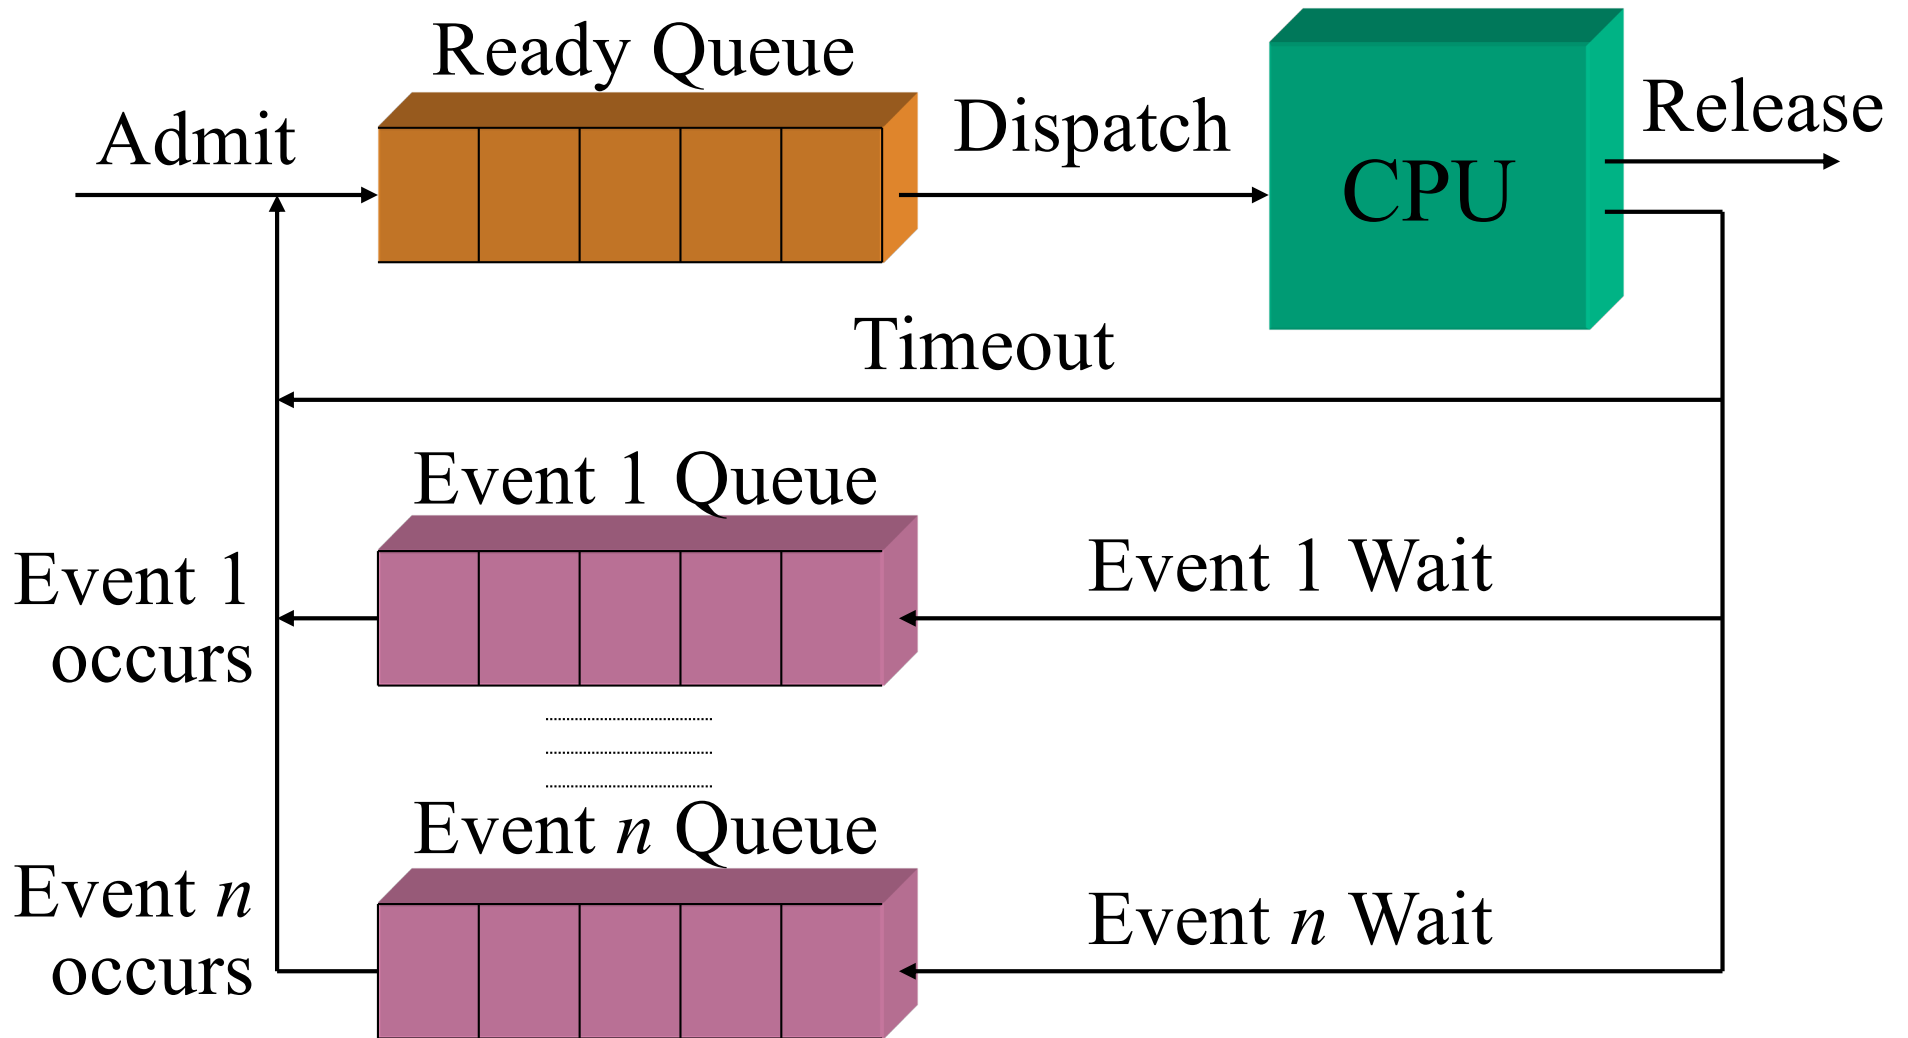 Ready Queue
Admit
Dispatch
CPU
Release
Timeout
Event 1 Queue
Event 1
occurs
Event 1 Wait
Event n Queue
Event n
occurs
Event n Wait